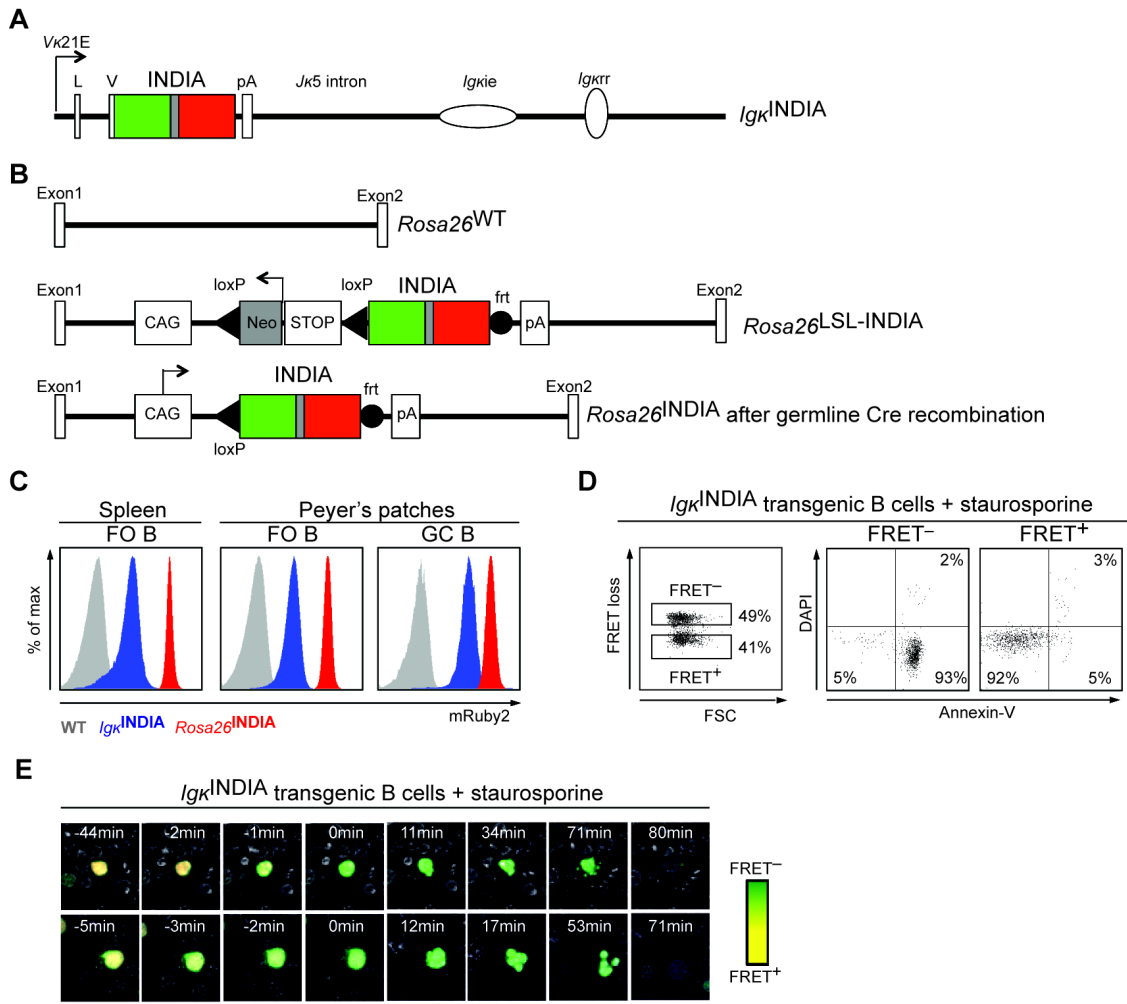 A
Vκ21E
L V INDIA pA Jκ5 intron Igκie Igκrr
IgκINDIA
B
Exon1 Exon2
Rosa26WT
Exon1 loxP loxP INDIA frt Exon2
CAG Neo STOP pA
Rosa26LSL-INDIA
Exon1 INDIA frt Exon2
CAG pA
Rosa26INDIA after germline Cre recombination
loxP
C
Spleen Peyer's patches
FO B FO B GC B
% of max
mRuby2
WT IgκINDIA Rosa26INDIA
D
IgκINDIA transgenic B cells + staurosporine
FRET– FRET+
FRET loss
FRET–
49%
41%
FRET+
FSC
DAPI
2% 3%
5% 93% 92% 5%
Annexin-V
E
IgκINDIA transgenic B cells + staurosporine
-44min -2min -1min 0min 11min 34min 71min 80min
-5min -3min -2min 0min 12min 17min 53min 71min
FRET–
FRET+